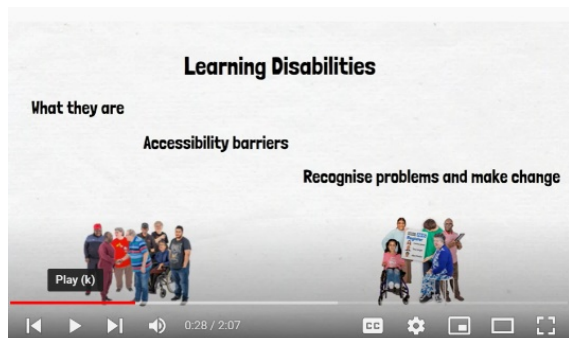 Learning Disabilities
What they are
Accessibility barriers
Recognise problems and make change
Play (k)
0:28 / 2:07
CC